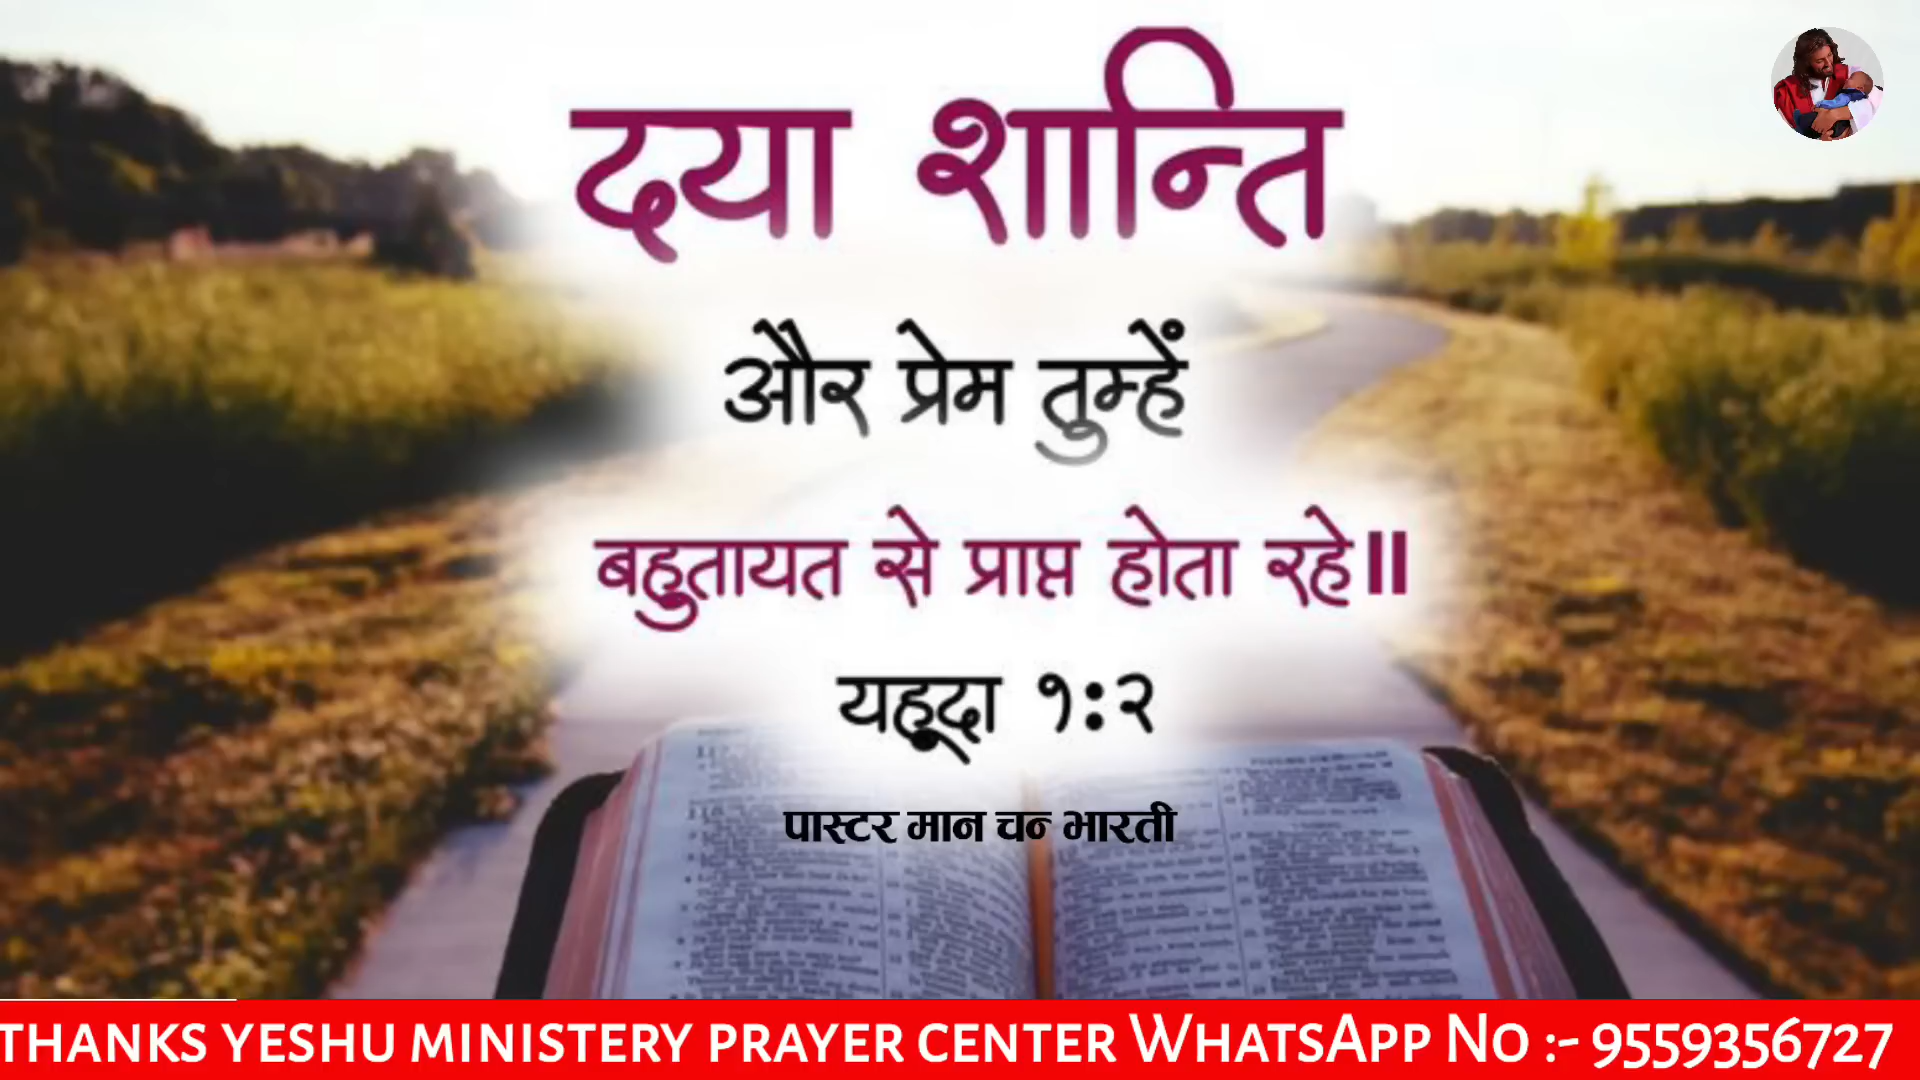 दया शान्ति
और प्रेम तुम्हें
बहुतायत से प्राप्त होता रहे॥
यहूदा १:२
पास्टर मान चन्द भारती
THANKS YESHU MINISTERY PRAYER CENTER WHATSAPP NO :- 9559356727